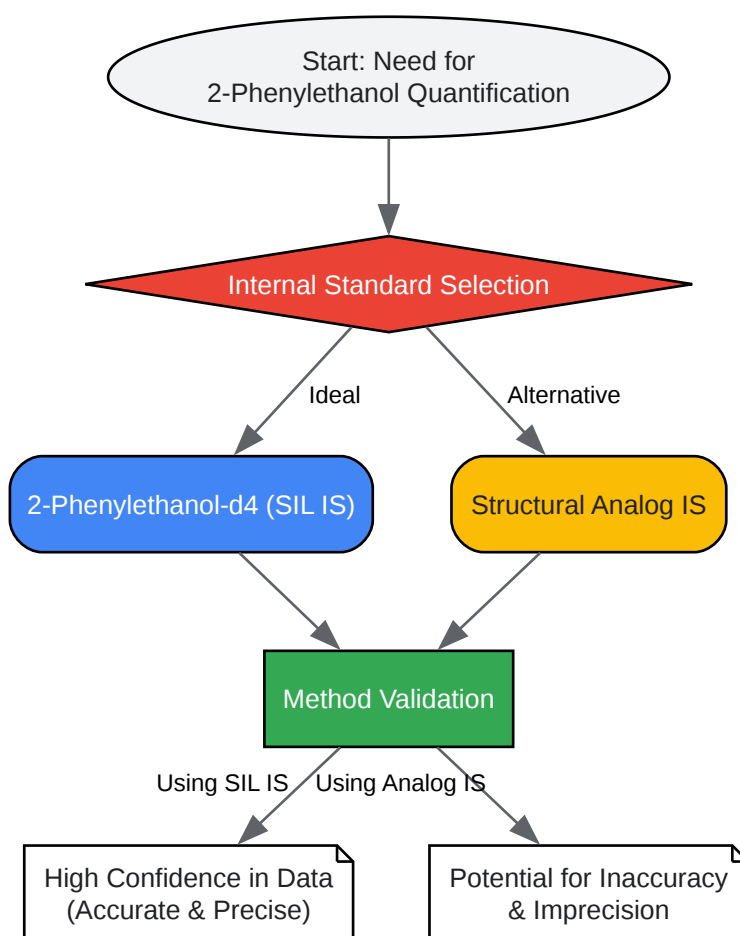 Start: Need for
2-Phenylethanol Quantification
Internal Standard Selection
Ideal
Alternative
2-Phenylethanol-d4 (SIL IS)
Structural Analog IS
Method Validation
Using SIL IS
Using Analog IS
High Confidence in Data
(Accurate & Precise)
Potential for Inaccuracy
& Imprecision